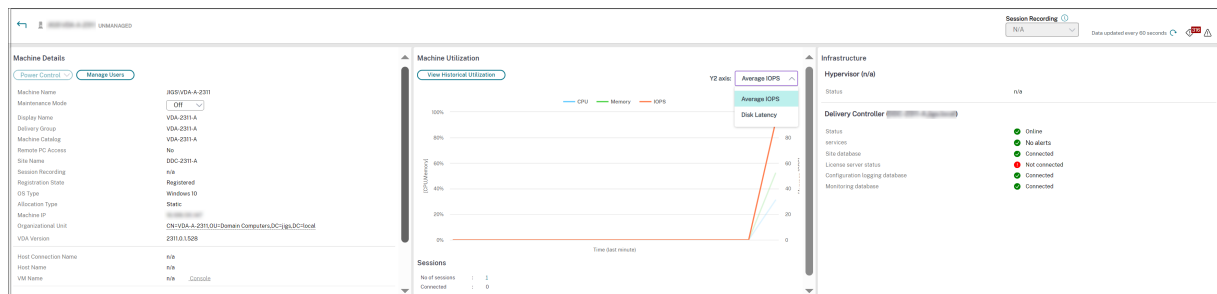 UNMANAGED
Session Recording
N/A
Data updated every 60 seconds
Machine Details
Power Control
Manage Users
Machine Name JIGS\VDA-A-2311
Maintenance Mode Off
Display Name VDA-2311-A
Delivery Group VDA-2311-A
Machine Catalog VDA-2311-A
Remote PC Access No
Site Name DDC-2311-A
Session Recording n/a
Registration State Registered
OS Type Windows 10
Allocation Type Static
Machine IP
Organizational Unit CN=VDA-A-2311,OU=Domain Computers,DC=jigs,DC=local
VDA Version 2311.0.1.528
Host Connection Name n/a
Host Name n/a
VM Name n/a Console
Machine Utilization
View Historical Utilization
Y2 axis: Average IOPS
Average IOPS
Disk Latency
CPU Memory IOPS
100%
80% 80
60% 60
40% 40
20% 20
0% 0
(CPU,Memory)
Time (last minute)
Sessions
No of sessions : 1
Connected : 0
Infrastructure
Hypervisor (n/a)
Status n/a
Delivery Controller
Status Online
services No alerts
Site database Connected
License server status Not connected
Configuration logging database Connected
Monitoring database Connected